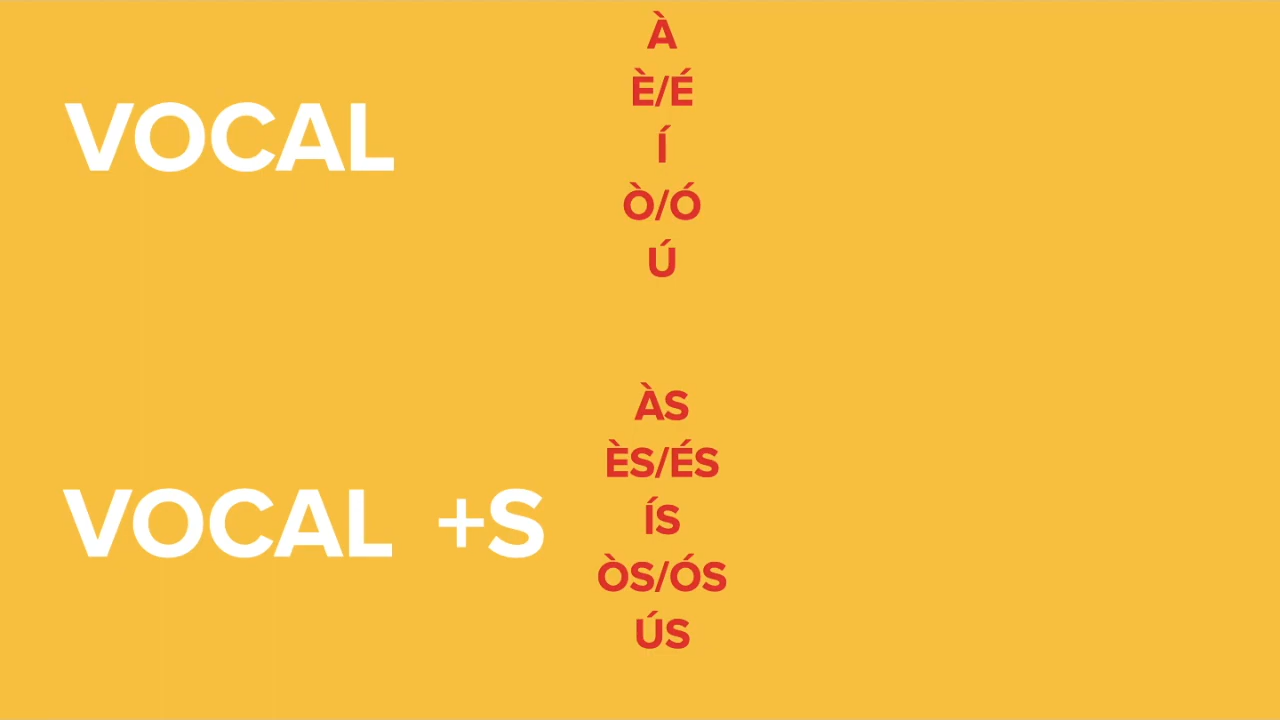 VOCAL
À
È/É
Í
Ò/Ó
Ú
VOCAL +S
ÀS
ÈS/ÉS
ÍS
ÒS/ÓS
ÚS